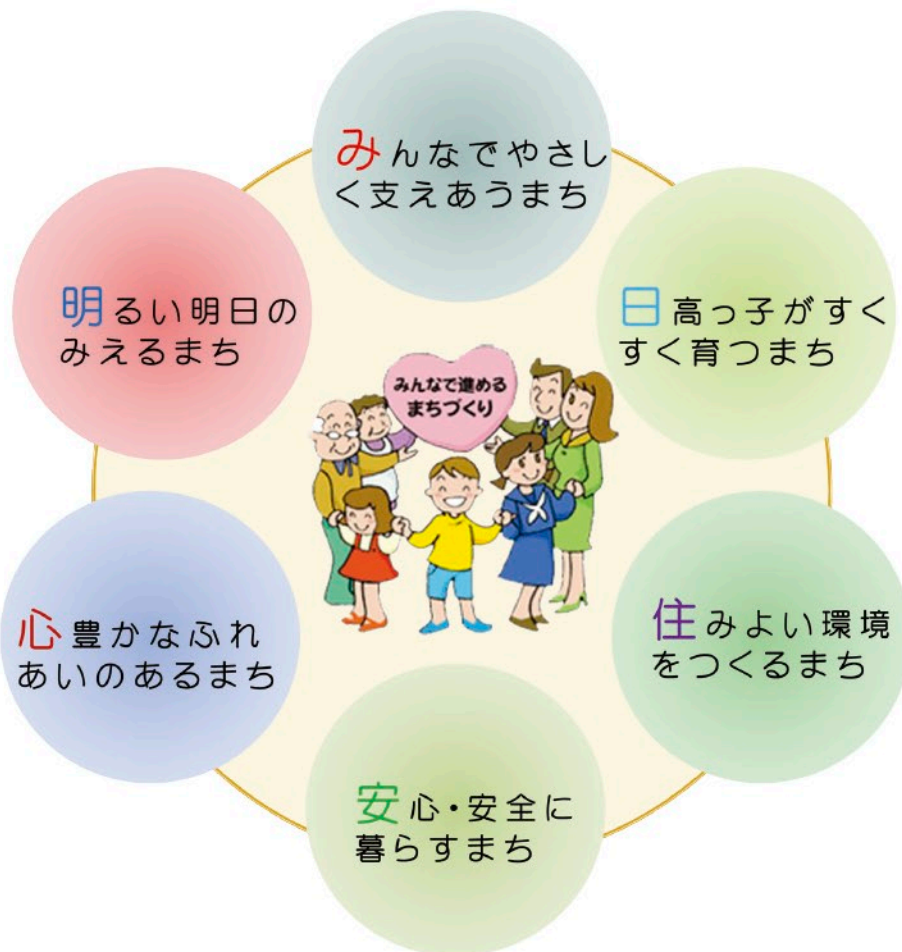 みんなでやさし
く支えあうまち
日高っ子がすく
すく育つまち
住みよい環境
をつくるまち
安心・安全に
暮らすまち
心豊かなふれ
あいのあるまち
明るい明日の
みえるまち
みんなで進める
まちづくり